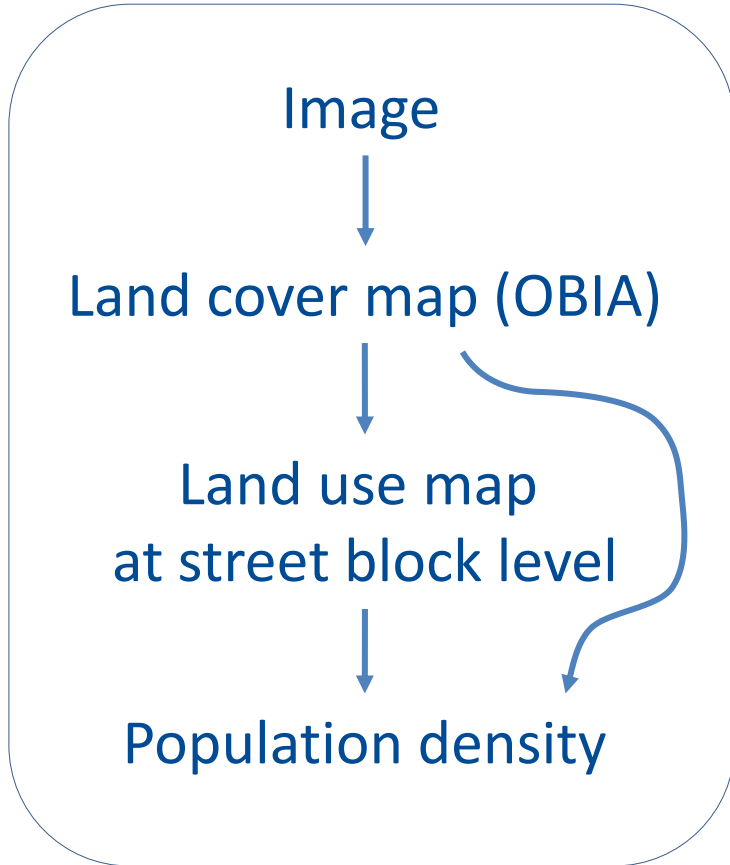 Image
Land cover map (OBIA)
Land use map
at street block level
Population density